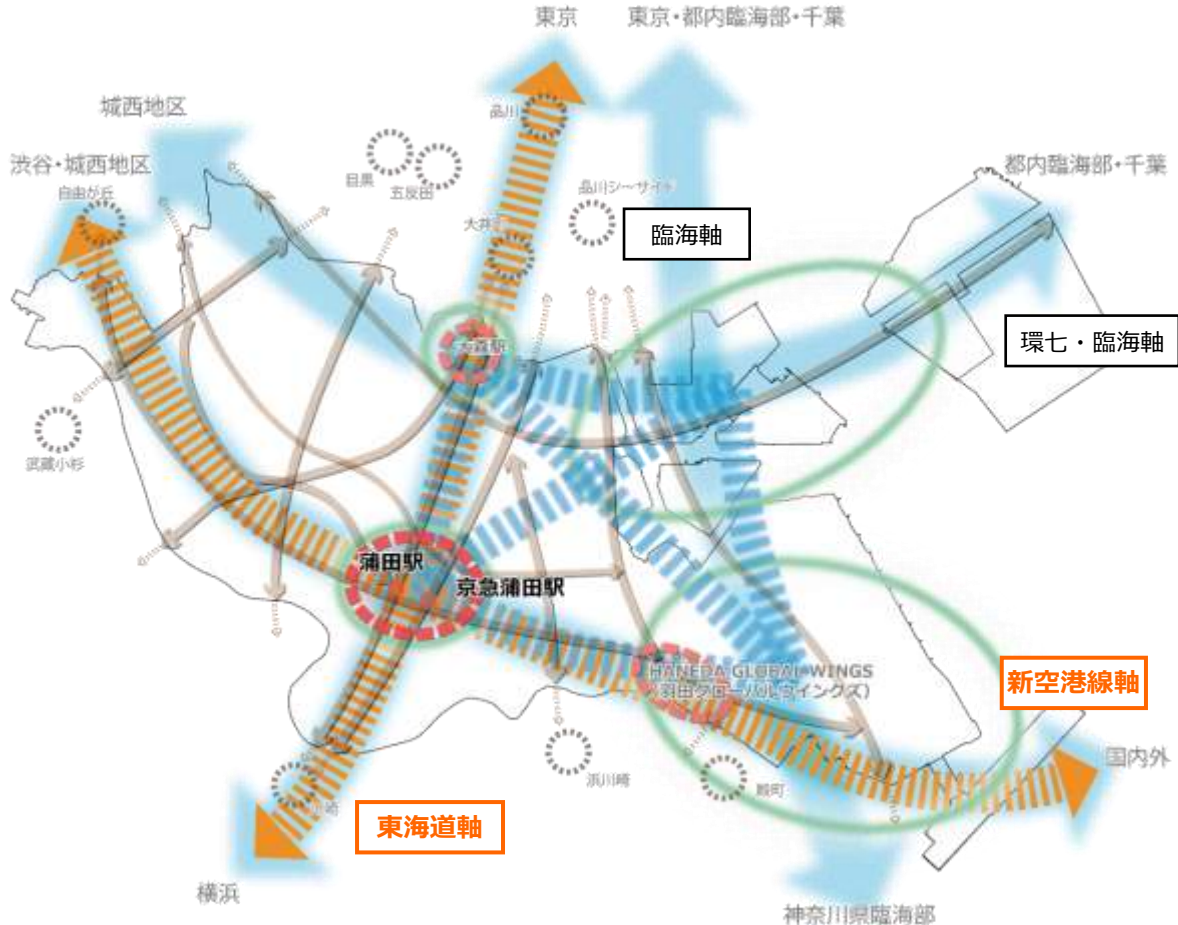 東京
東京・都内臨海部・千葉
城西地区
品川
渋谷・城西地区
目黒
五反田
都内臨海部・千葉
自由が丘
品川シーサイド
大井町
臨海軸
環七・臨海軸
大森駅
武蔵小杉
蒲田駅
京急蒲田駅
HANEDA GLOBAL WINGS
(羽田グローバルウイングズ)
新空港線軸
国内外
浜川崎
殿町
川崎
東海道軸
横浜
神奈川県臨海部